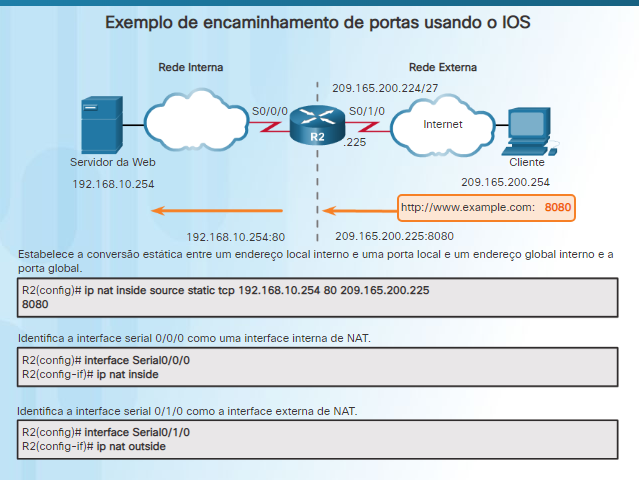 Exemplo de encaminhamento de portas usando o IOS
Rede Interna
Rede Externa
209.165.200.224/27
S0/0/0
S0/1/0
Internet
R2
.225
Servidor da Web
Cliente
192.168.10.254
209.165.200.254
http://www.example.com: 8080
192.168.10.254:80
209.165.200.225:8080
Estabelece a conversão estática entre um endereço local interno e uma porta local e um endereço global interno e a
porta global.
R2(config)# ip nat inside source static tcp 192.168.10.254 80 209.165.200.225
8080
Identifica a interface serial 0/0/0 como uma interface interna de NAT.
R2(config)# interface Serial0/0/0
R2(config-if)# ip nat inside
Identifica a interface serial 0/1/0 como a interface externa de NAT.
R2(config)# interface Serial0/1/0
R2(config-if)# ip nat outside